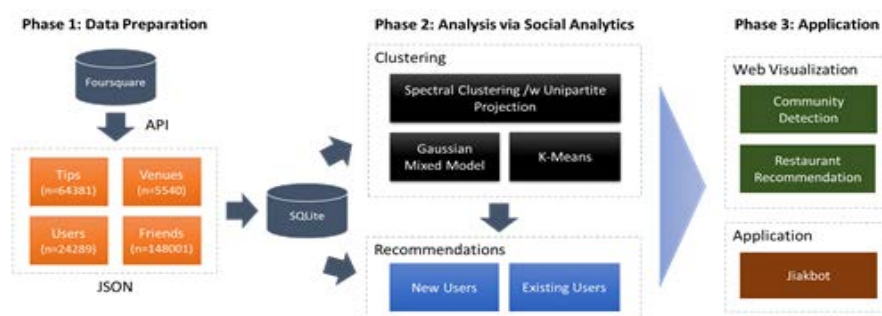 Phase 1: Data Preparation
Foursquare
API
Tips
(n=64381)
Venues
(n=5540)
Users
(n=24289)
Friends
(n=148001)
JSON
SQLite
Phase 2: Analysis via Social Analytics
Clustering
Spectral Clustering /w Unipartite
Projection
Gaussian
Mixed Model
K-Means
Recommendations
New Users
Existing Users
Phase 3: Application
Web Visualization
Community
Detection
Restaurant
Recommendation
Application
Jiakbot